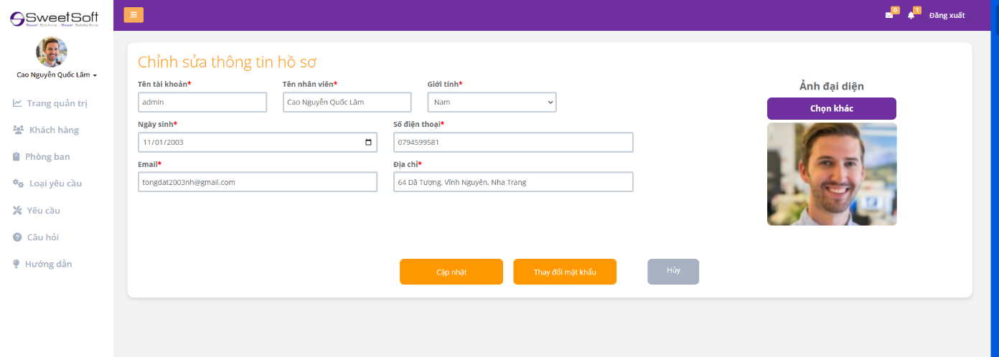 SweetSoft
Sweet Solutions - Sweet Satisfactions
Cao Nguyễn Quốc Lâm
Trang quản trị
Khách hàng
Phòng ban
Loại yêu cầu
Yêu cầu
Câu hỏi
Hướng dẫn
0
1
Đăng xuất
Chỉnh sửa thông tin hồ sơ
Tên tài khoản* Tên nhân viên* Giới tính*
admin Cao Nguyễn Quốc Lâm Nam
Ngày sinh* Số điện thoại*
11/01/2003 0794599581
Email* Địa chỉ*
tongdat2003nh@gmail.com 64 Dã Tượng, Vĩnh Nguyên, Nha Trang
Ảnh đại diện
Chọn khác
Cập nhật Thay đổi mật khẩu Hủy